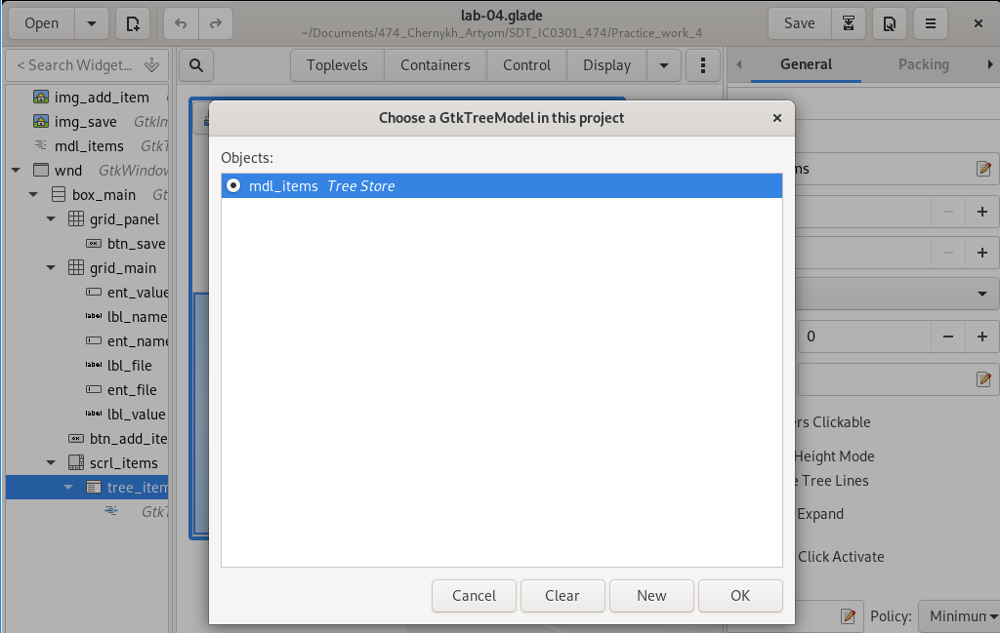 Open
lab-04.glade
~/Documents/474_Chernykh_Artyom/SDT_IC0301_474/Practice_work_4
Save
< Search Widget...
Toplevels Containers Control Display
General Packing
img_add_item
img_save GtkIm
mdl_items GtkT
wnd GtkWindow
box_main Gt
grid_panel
btn_save
grid_main
ent_value
lbl_name
ent_name
lbl_file
ent_file
lbl_value
btn_add_ite
scrl_items
tree_item
GtkT
Choose a GtkTreeModel in this project
Objects:
mdl_items Tree Store
Cancel Clear New OK
ms
0
rs Clickable
Height Mode
e Tree Lines
Expand
Click Activate
Policy: Minimum